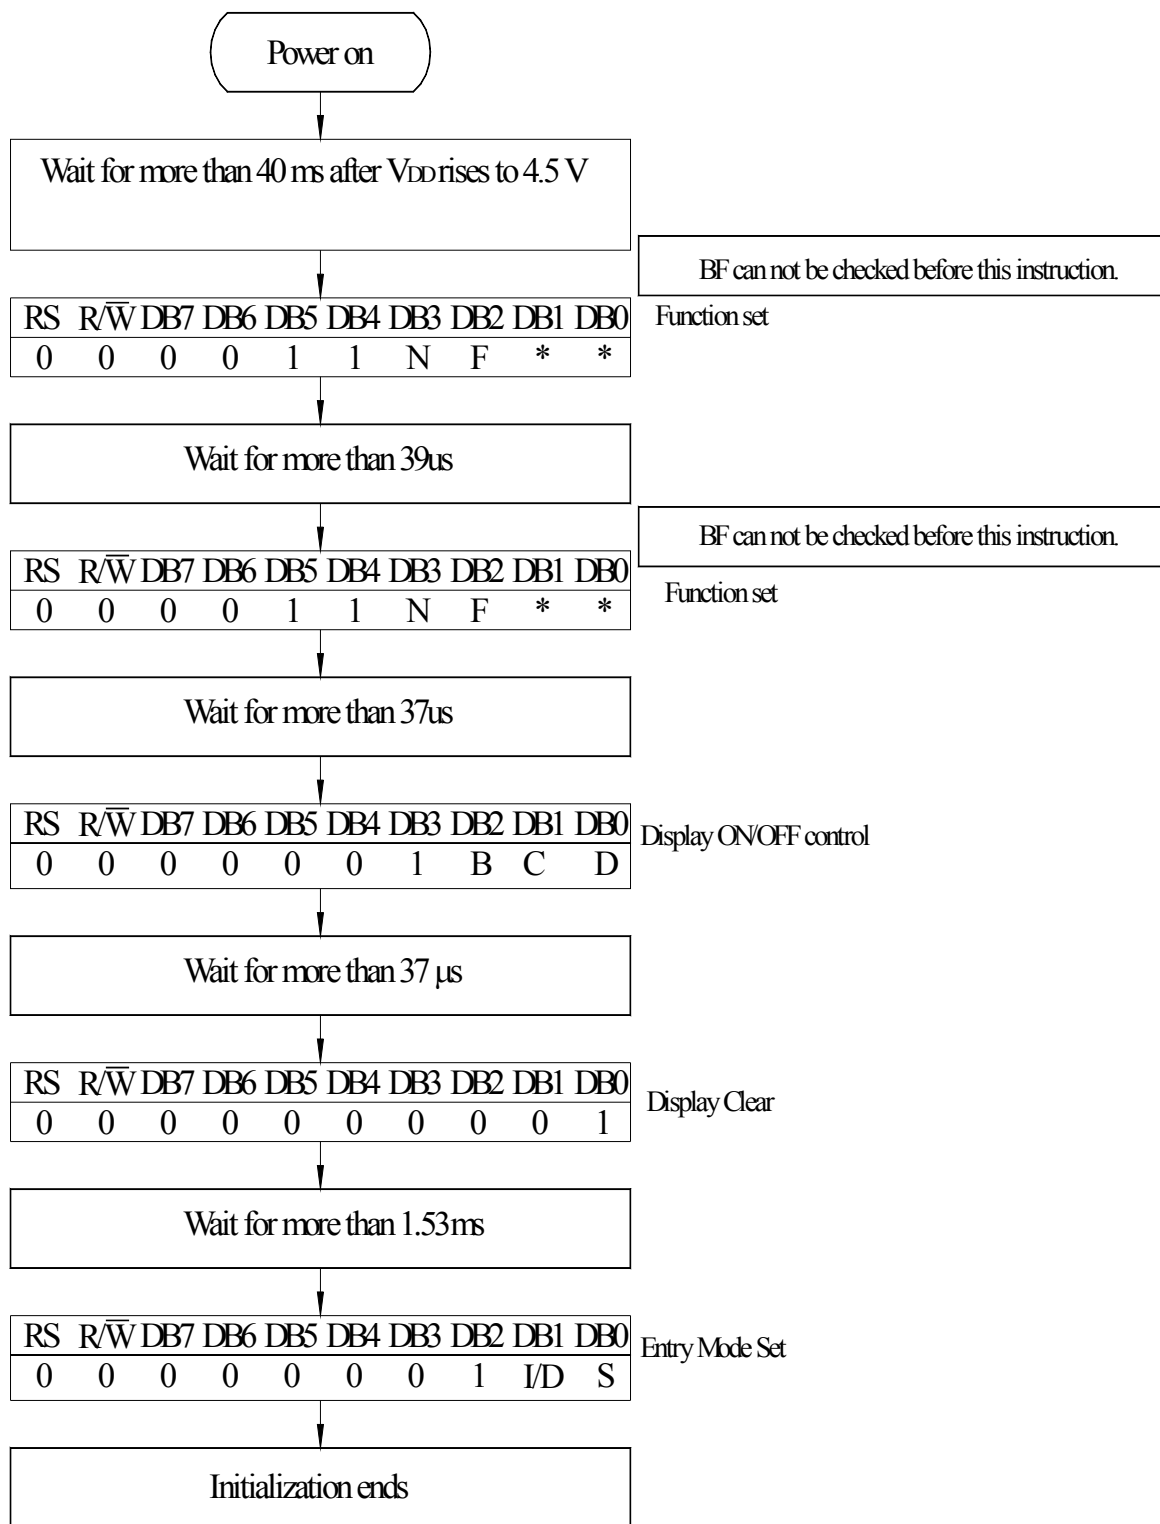 Power on
Wait for more than 40 ms after VDD rises to 4.5 V
BF can not be checked before this instruction.
RS R/W̅ DB7 DB6 DB5 DB4 DB3 DB2 DB1 DB0
Function set
0 0 0 0 1 1 N F * *
Wait for more than 39us
BF can not be checked before this instruction.
RS R/W̅ DB7 DB6 DB5 DB4 DB3 DB2 DB1 DB0
Function set
0 0 0 0 1 1 N F * *
Wait for more than 37us
RS R/W̅ DB7 DB6 DB5 DB4 DB3 DB2 DB1 DB0
Display ON/OFF control
0 0 0 0 0 0 1 B C D
Wait for more than 37 μs
RS R/W̅ DB7 DB6 DB5 DB4 DB3 DB2 DB1 DB0
Display Clear
0 0 0 0 0 0 0 0 0 1
Wait for more than 1.53ms
RS R/W̅ DB7 DB6 DB5 DB4 DB3 DB2 DB1 DB0
Entry Mode Set
0 0 0 0 0 0 0 1 I/D S
Initialization ends